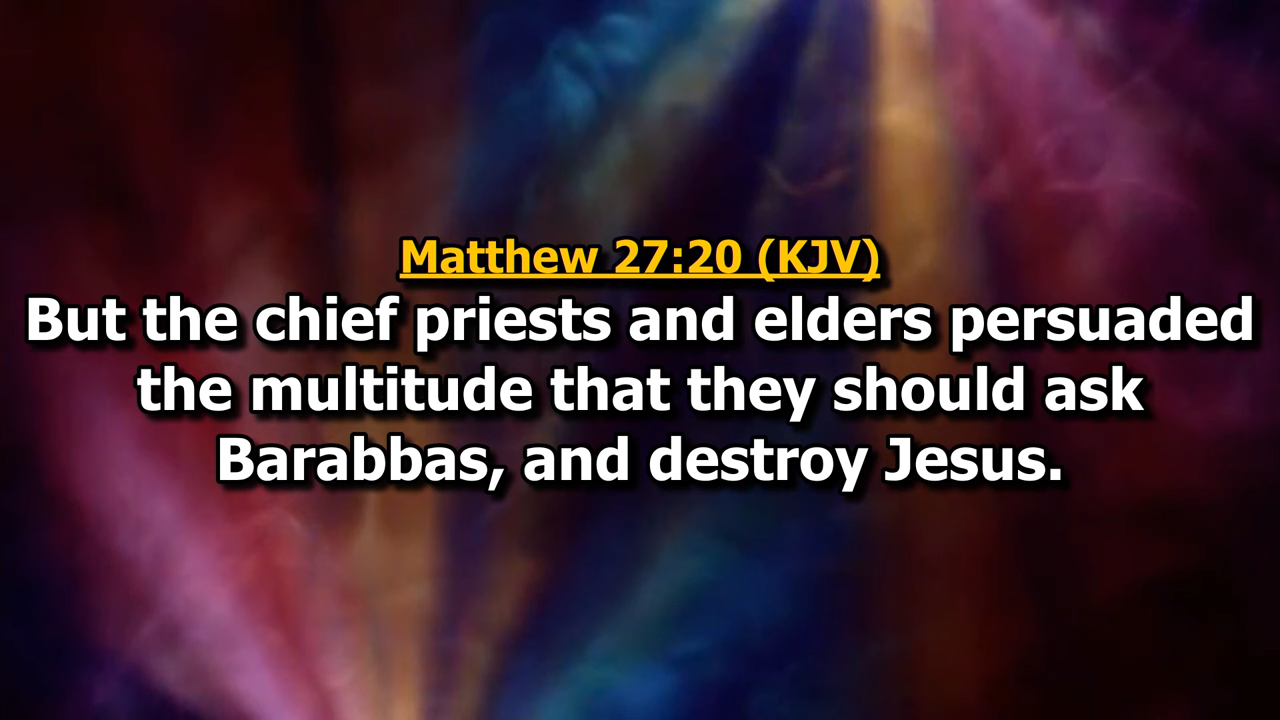 Matthew 27:20 (KJV)
But the chief priests and elders persuaded
the multitude that they should ask
Barabbas, and destroy Jesus.